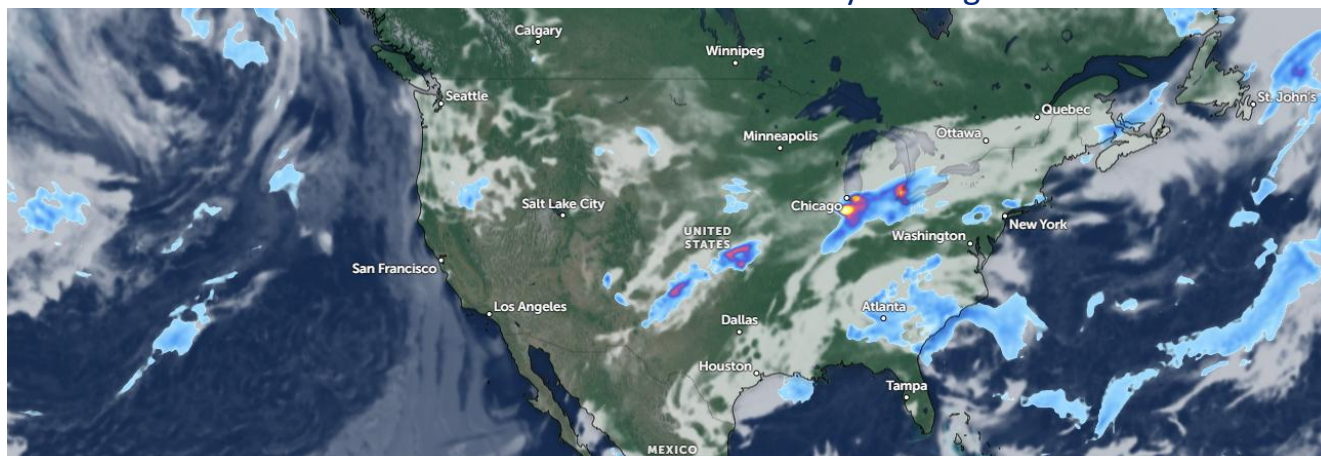 Calgary
Winnipeg
Seattle
St. John's
Quebec
Minneapolis
Ottawa
Salt Lake City
Chicago
New York
UNITED
STATES
Washington
San Francisco
Los Angeles
Atlanta
Dallas
Houston
Tampa
MEXICO